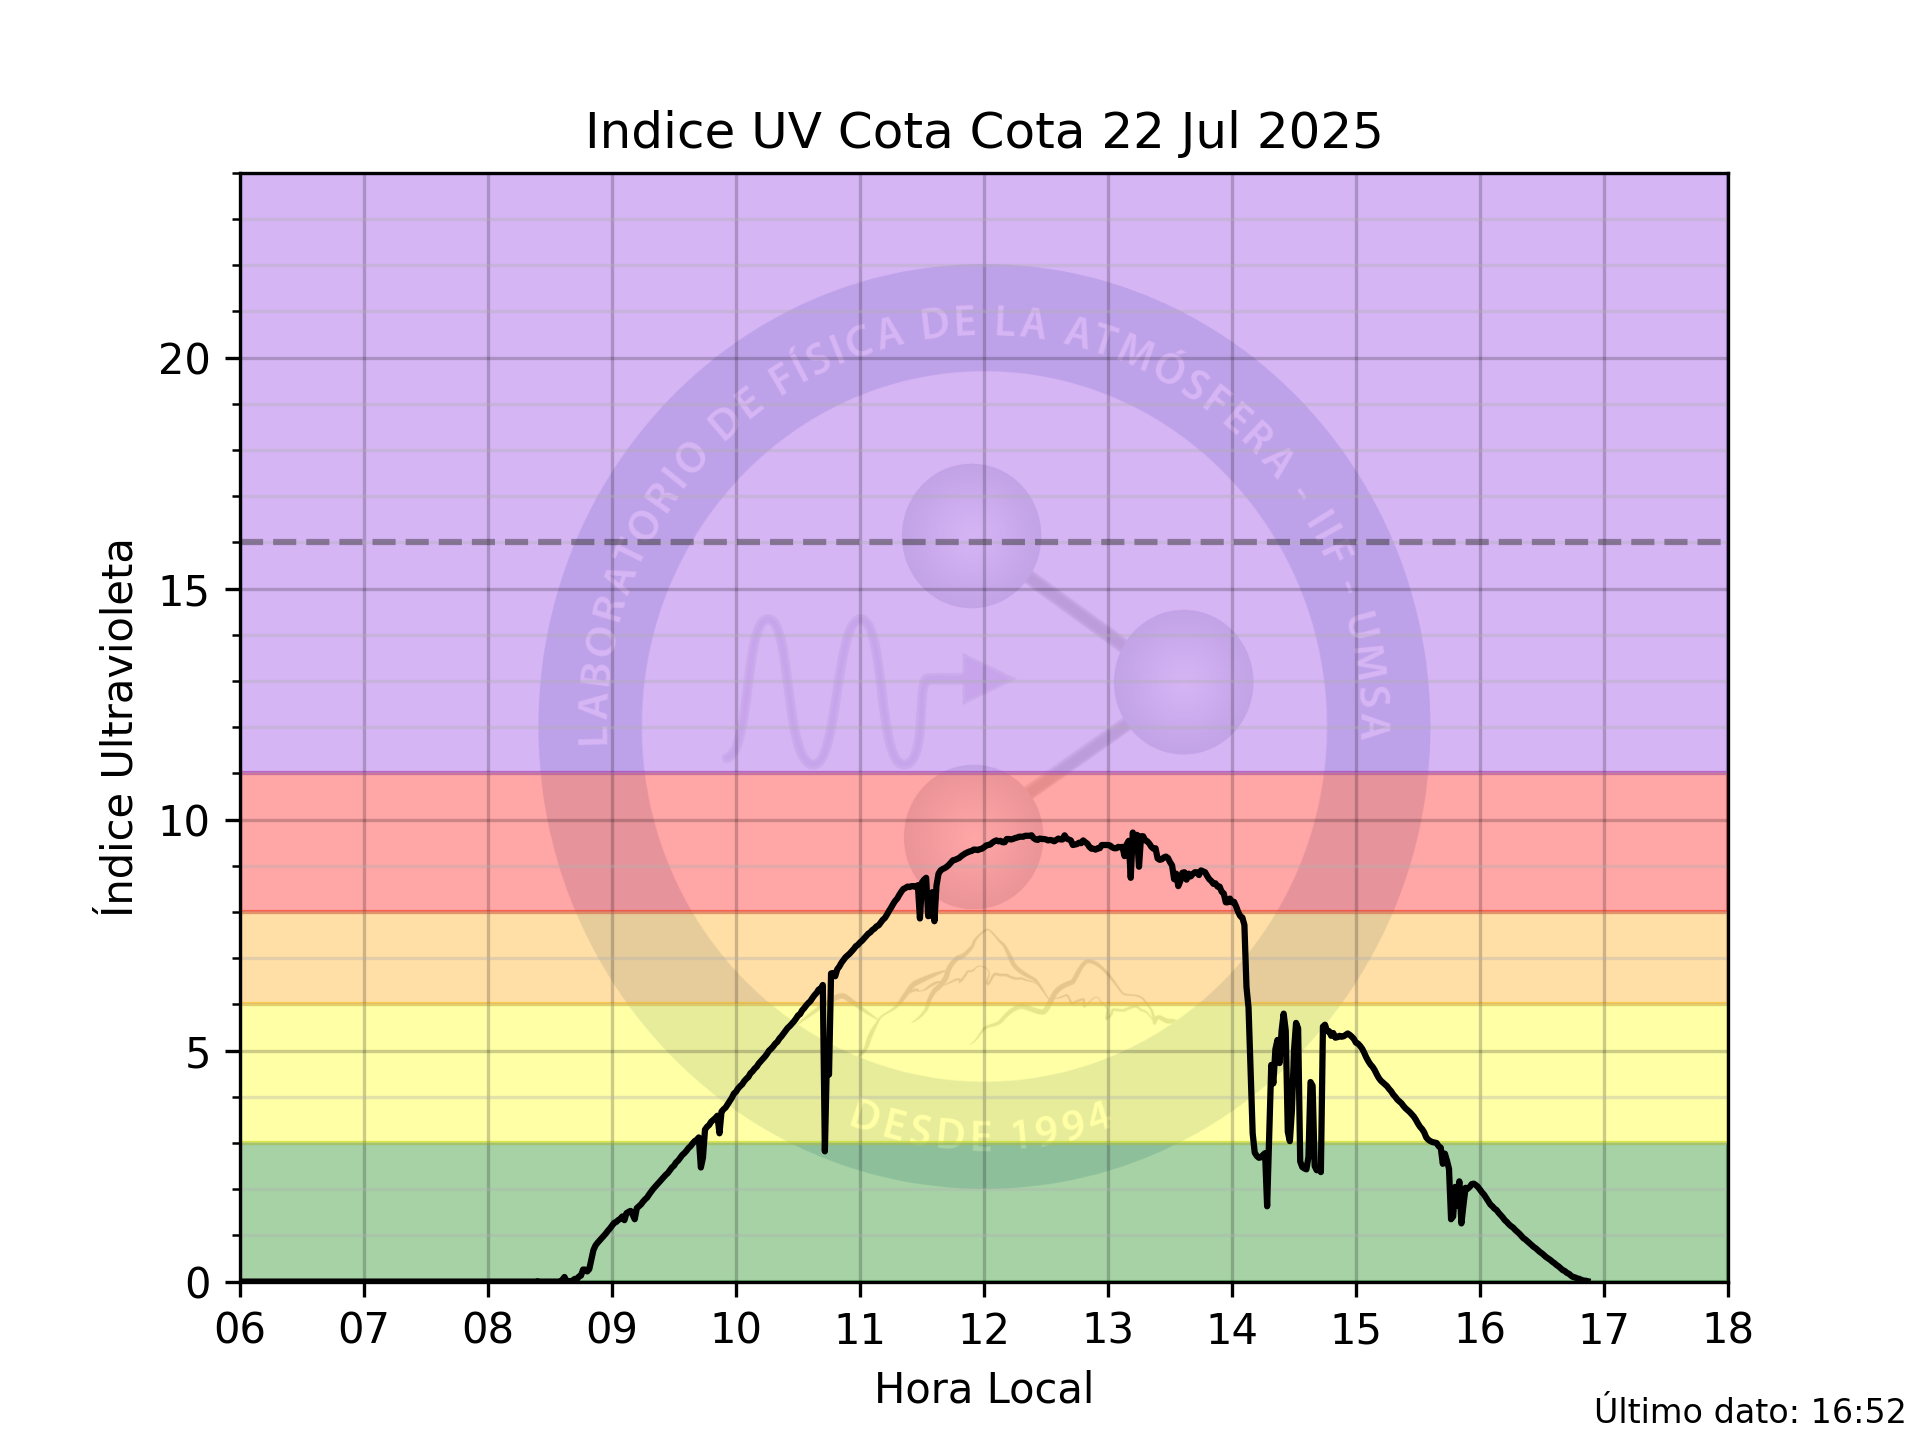 Indice UV Cota Cota 22 Jul 2025
Índice Ultravioleta
20
15
10
5
0
LABORATORIO DE FÍSICA DE LA ATMÓSFERA - IIF - UMSA
DESDE 1994
06 07 08 09 10 11 12 13 14 15 16 17 18
Hora Local
Último dato: 16:52